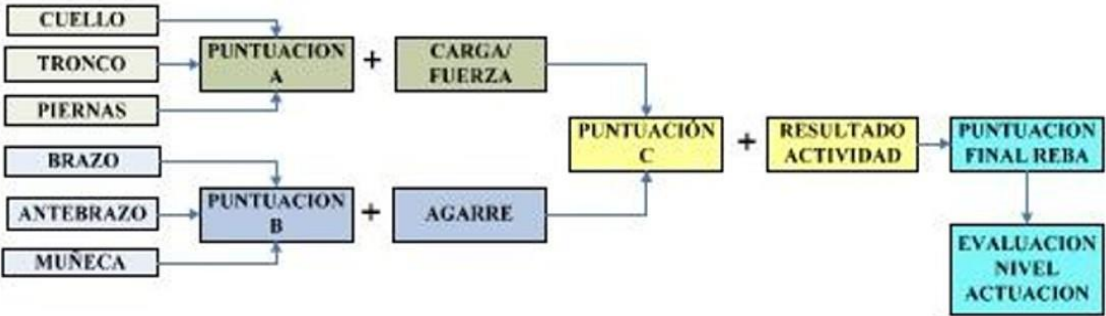 CUELLO
TRONCO
PIERNAS
PUNTUACION
A
+
CARGA/
FUERZA
BRAZO
ANTEBRAZO
MUÑECA
PUNTUACION
B
+
AGARRE
PUNTUACIÓN
C
+
RESULTADO
ACTIVIDAD
PUNTUACION
FINAL REBA
EVALUACION
NIVEL
ACTUACION